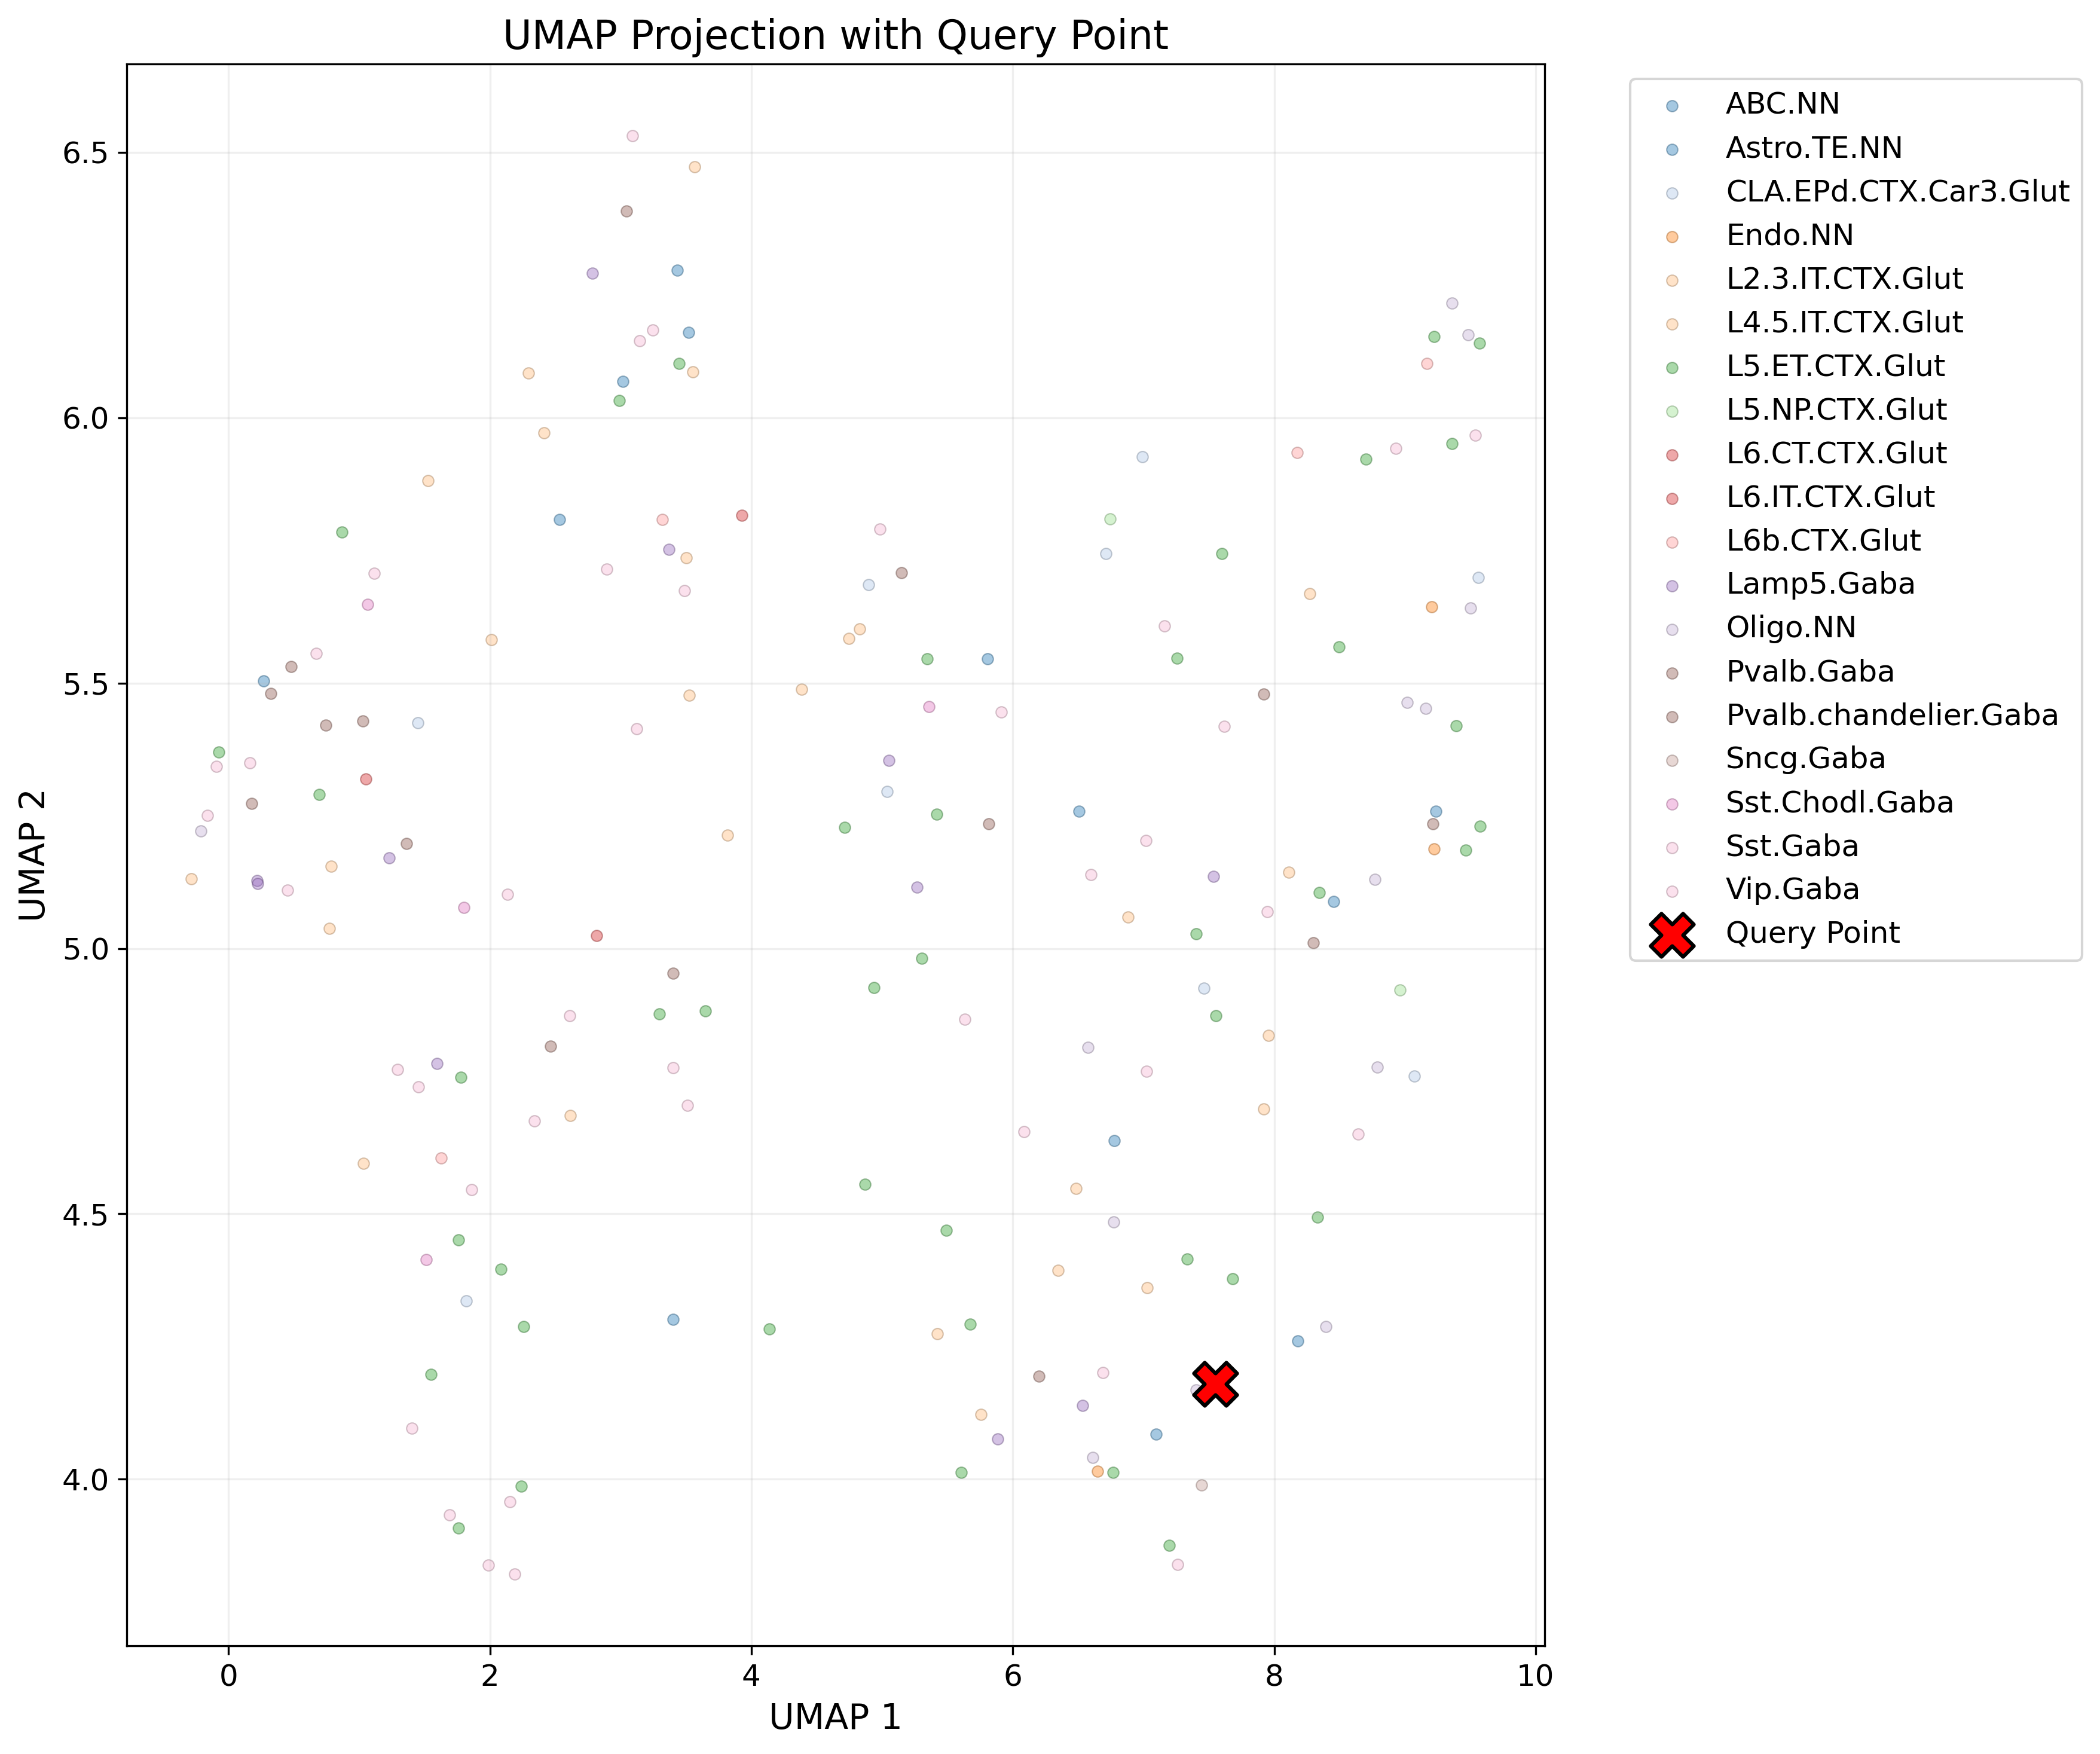 UMAP Projection with Query Point
6.5
6.0
5.5
5.0
4.5
4.0
UMAP 2
0
2
4
6
8
10
UMAP 1
ABC.NN
Astro.TE.NN
CLA.EPd.CTX.Car3.Glut
Endo.NN
L2.3.IT.CTX.Glut
L4.5.IT.CTX.Glut
L5.ET.CTX.Glut
L5.NP.CTX.Glut
L6.CT.CTX.Glut
L6.IT.CTX.Glut
L6b.CTX.Glut
Lamp5.Gaba
Oligo.NN
Pvalb.Gaba
Pvalb.chandelier.Gaba
Sncg.Gaba
Sst.Chodl.Gaba
Sst.Gaba
Vip.Gaba
Query Point